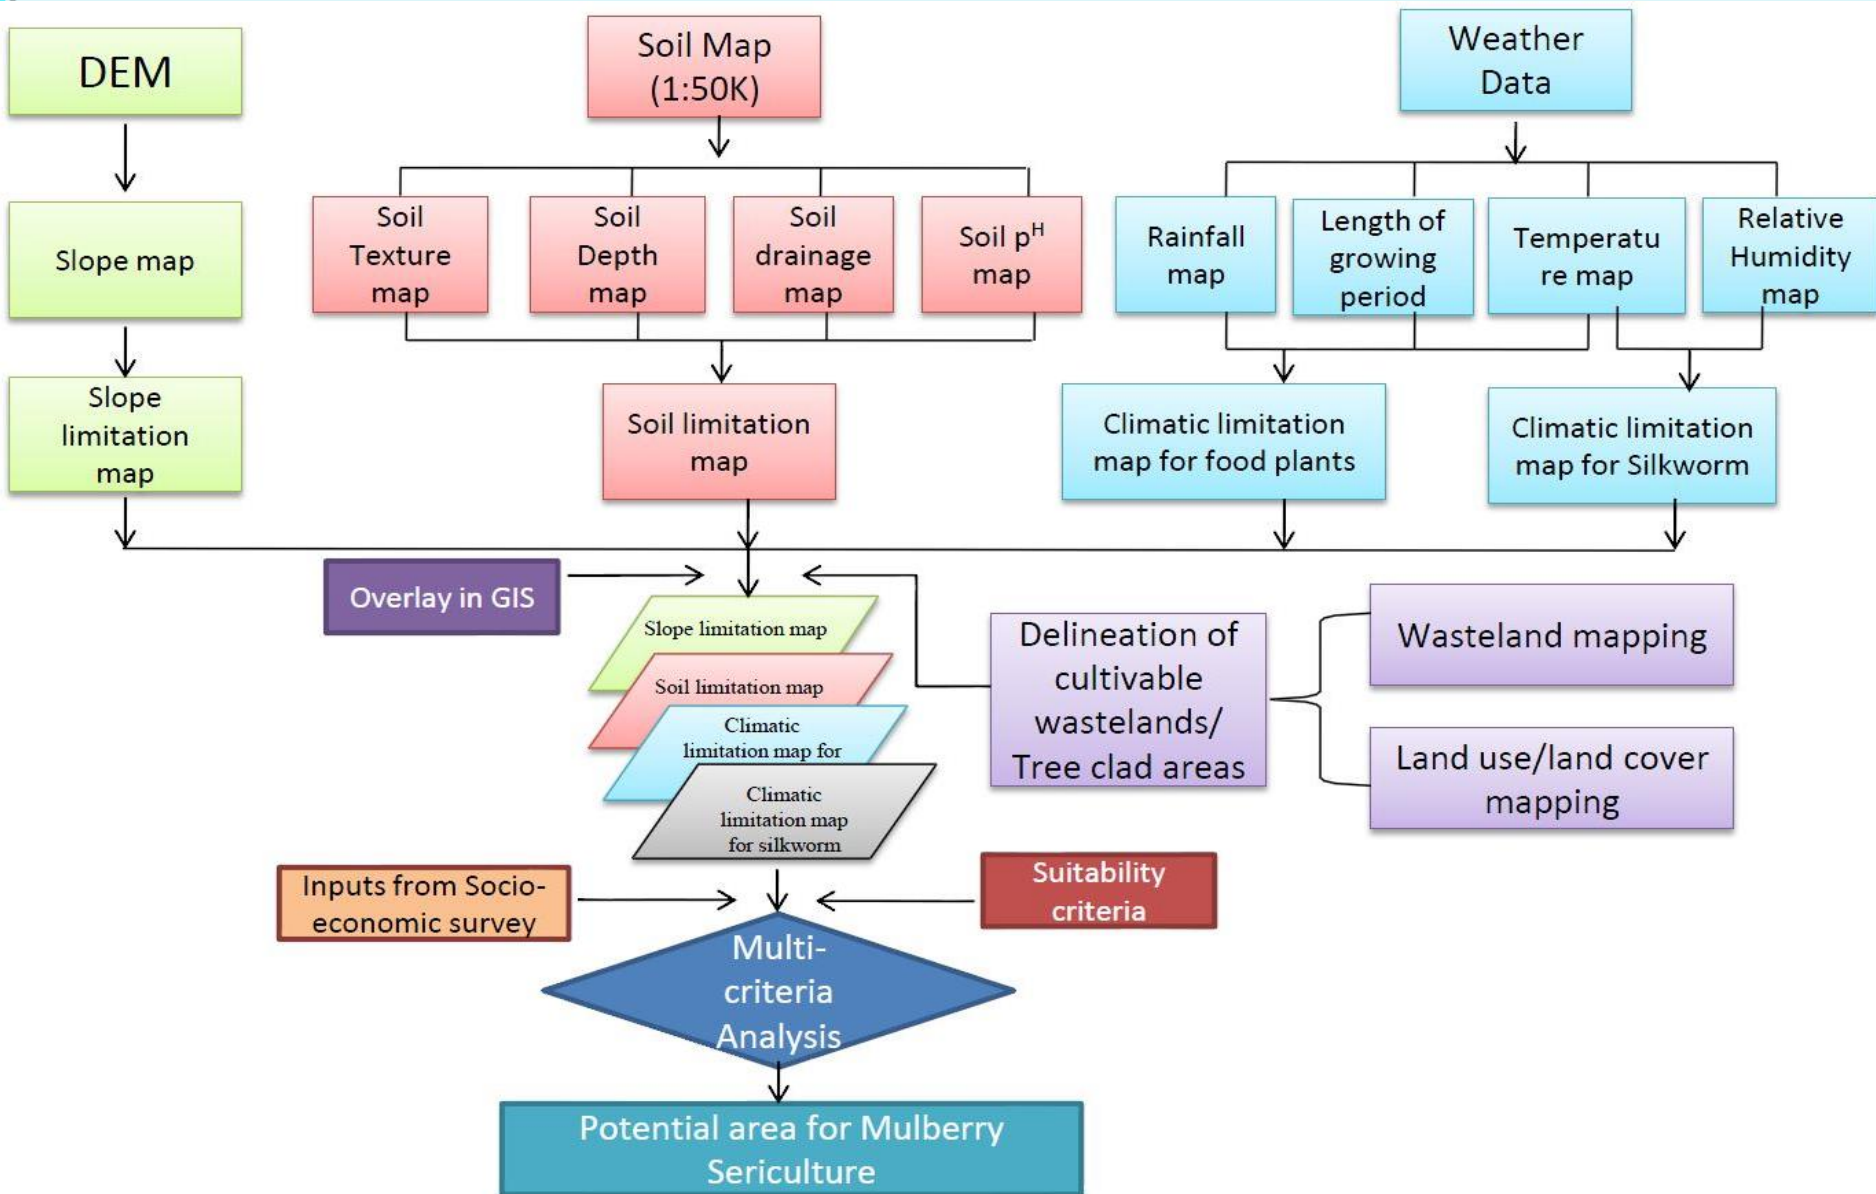 DEM
Soil Map
(1:50K)
Weather
Data
Slope map
Soil
Texture
map
Soil
Depth
map
Soil
drainage
map
Soil pᴴ
map
Rainfall
map
Length of
growing
period
Temperatu
re map
Relative
Humidity
map
Slope
limitation
map
Soil limitation
map
Climatic limitation
map for food plants
Climatic limitation
map for Silkworm
Overlay in GIS
Slope limitation map
Soil limitation map
Climatic
limitation map for
Climatic
limitation map
for silkworm
Delineation of
cultivable
wastelands/
Tree clad areas
Wasteland mapping
Land use/land cover
mapping
Inputs from Socio-
economic survey
Suitability
criteria
Multi-
criteria
Analysis
Potential area for Mulberry
Sericulture